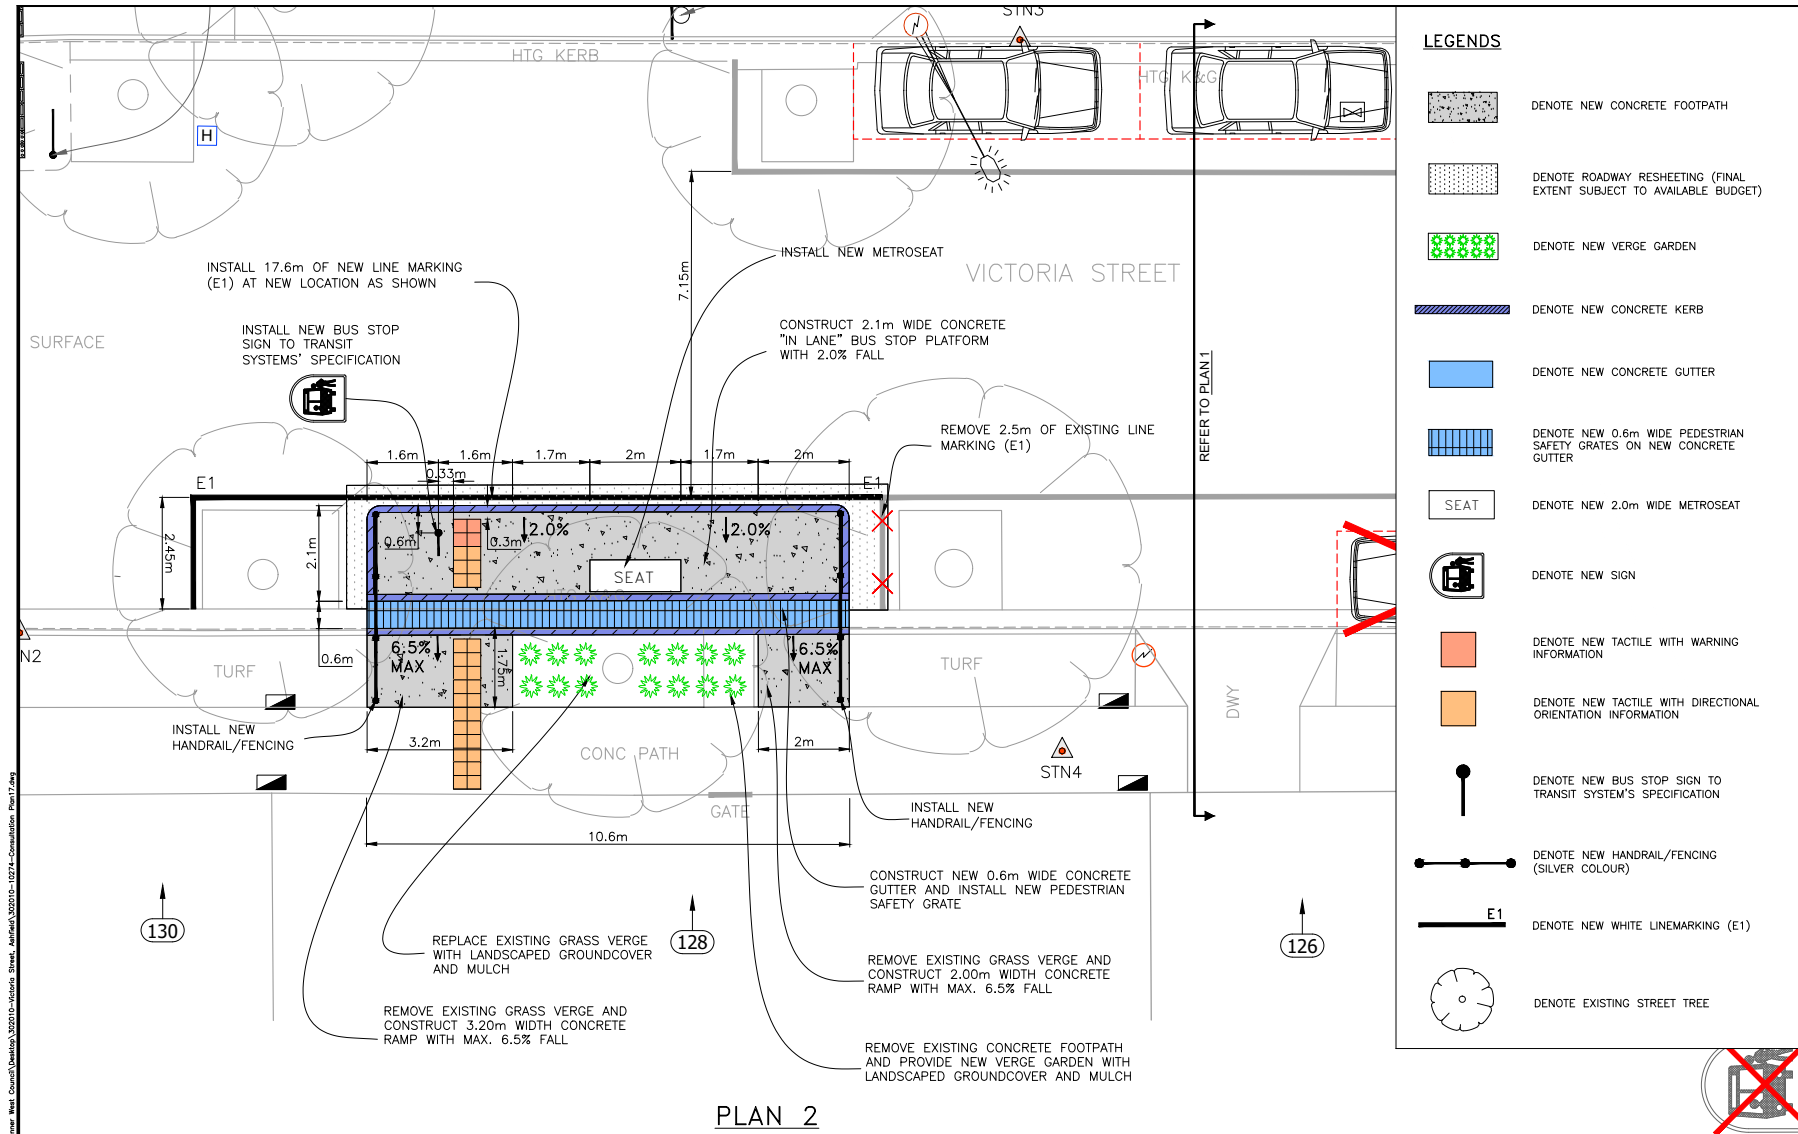 STN3
HTG KERB
HTG K&G
H
INSTALL NEW METROSEAT
VICTORIA STREET
7.15m
INSTALL 17.6m OF NEW LINE MARKING
(E1) AT NEW LOCATION AS SHOWN
SURFACE
INSTALL NEW BUS STOP
SIGN TO TRANSIT
SYSTEMS' SPECIFICATION
CONSTRUCT 2.1m WIDE CONCRETE
"IN LANE" BUS STOP PLATFORM
WITH 2.0% FALL
REFER TO PLAN 1
REMOVE 2.5m OF EXISTING LINE
MARKING (E1)
1.6m
1.6m
1.7m
2m
1.7m
2m
0.33m
E1
E1
2.45m
2.1m
0.6m
0.3m
2.0%
2.0%
SEAT
N2
0.6m
TURF
6.5%
MAX
1.75m
6.5%
MAX
TURF
DWY
INSTALL NEW
HANDRAIL/FENCING
3.2m
CONC PATH
2m
STN4
GATE
INSTALL NEW
HANDRAIL/FENCING
10.6m
CONSTRUCT NEW 0.6m WIDE CONCRETE
GUTTER AND INSTALL NEW PEDESTRIAN
SAFETY GRATE
130
128
126
REPLACE EXISTING GRASS VERGE
WITH LANDSCAPED GROUNDCOVER
AND MULCH
REMOVE EXISTING GRASS VERGE AND
CONSTRUCT 2.00m WIDTH CONCRETE
RAMP WITH MAX. 6.5% FALL
REMOVE EXISTING GRASS VERGE AND
CONSTRUCT 3.20m WIDTH CONCRETE
RAMP WITH MAX. 6.5% FALL
REMOVE EXISTING CONCRETE FOOTPATH
AND PROVIDE NEW VERGE GARDEN WITH
LANDSCAPED GROUNDCOVER AND MULCH
PLAN 2
nner West Council\Desktop\302010-Victoria Street, Ashfield\302010-10274-Consultation Plan17.dwg
LEGENDS
DENOTE NEW CONCRETE FOOTPATH
DENOTE ROADWAY RESHEETING (FINAL
EXTENT SUBJECT TO AVAILABLE BUDGET)
DENOTE NEW VERGE GARDEN
DENOTE NEW CONCRETE KERB
DENOTE NEW CONCRETE GUTTER
DENOTE NEW 0.6m WIDE PEDESTRIAN
SAFETY GRATES ON NEW CONCRETE
GUTTER
SEAT
DENOTE NEW 2.0m WIDE METROSEAT
DENOTE NEW SIGN
DENOTE NEW TACTILE WITH WARNING
INFORMATION
DENOTE NEW TACTILE WITH DIRECTIONAL
ORIENTATION INFORMATION
DENOTE NEW BUS STOP SIGN TO
TRANSIT SYSTEM'S SPECIFICATION
DENOTE NEW HANDRAIL/FENCING
(SILVER COLOUR)
E1
DENOTE NEW WHITE LINEMARKING (E1)
DENOTE EXISTING STREET TREE